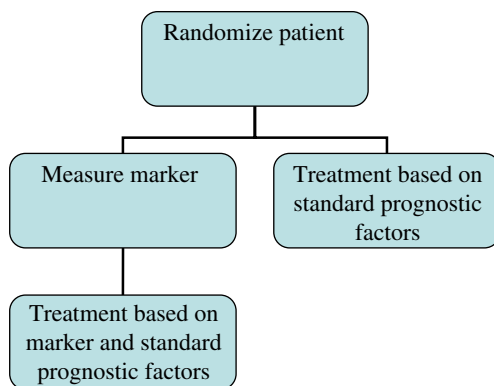 Randomize patient
Measure marker
Treatment based on
standard prognostic
factors
Treatment based on
marker and standard
prognostic factors